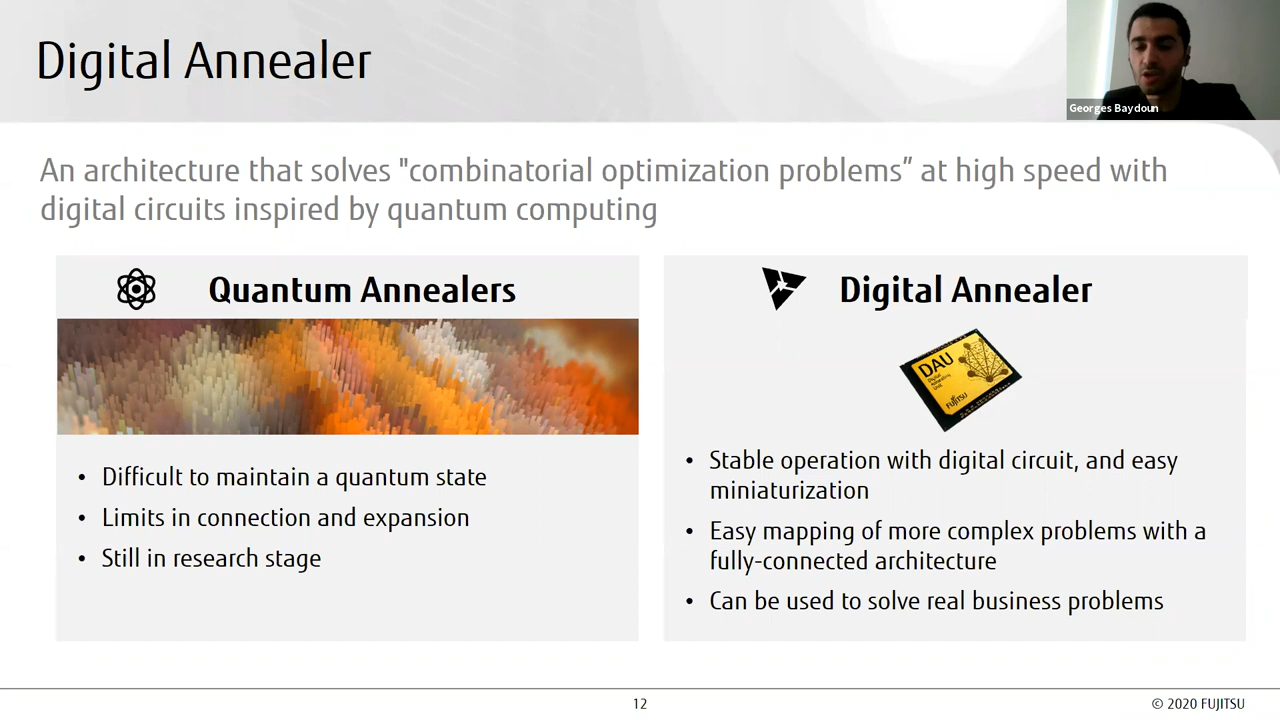 Digital Annealer
Georges Baydoun
An architecture that solves "combinatorial optimization problems” at high speed with
digital circuits inspired by quantum computing
Quantum Annealers
• Difficult to maintain a quantum state
• Limits in connection and expansion
• Still in research stage
Digital Annealer
DAU
Digital
Annealing
Unit
FUJITSU
• Stable operation with digital circuit, and easy
miniaturization
• Easy mapping of more complex problems with a
fully-connected architecture
• Can be used to solve real business problems
12
© 2020 FUJITSU